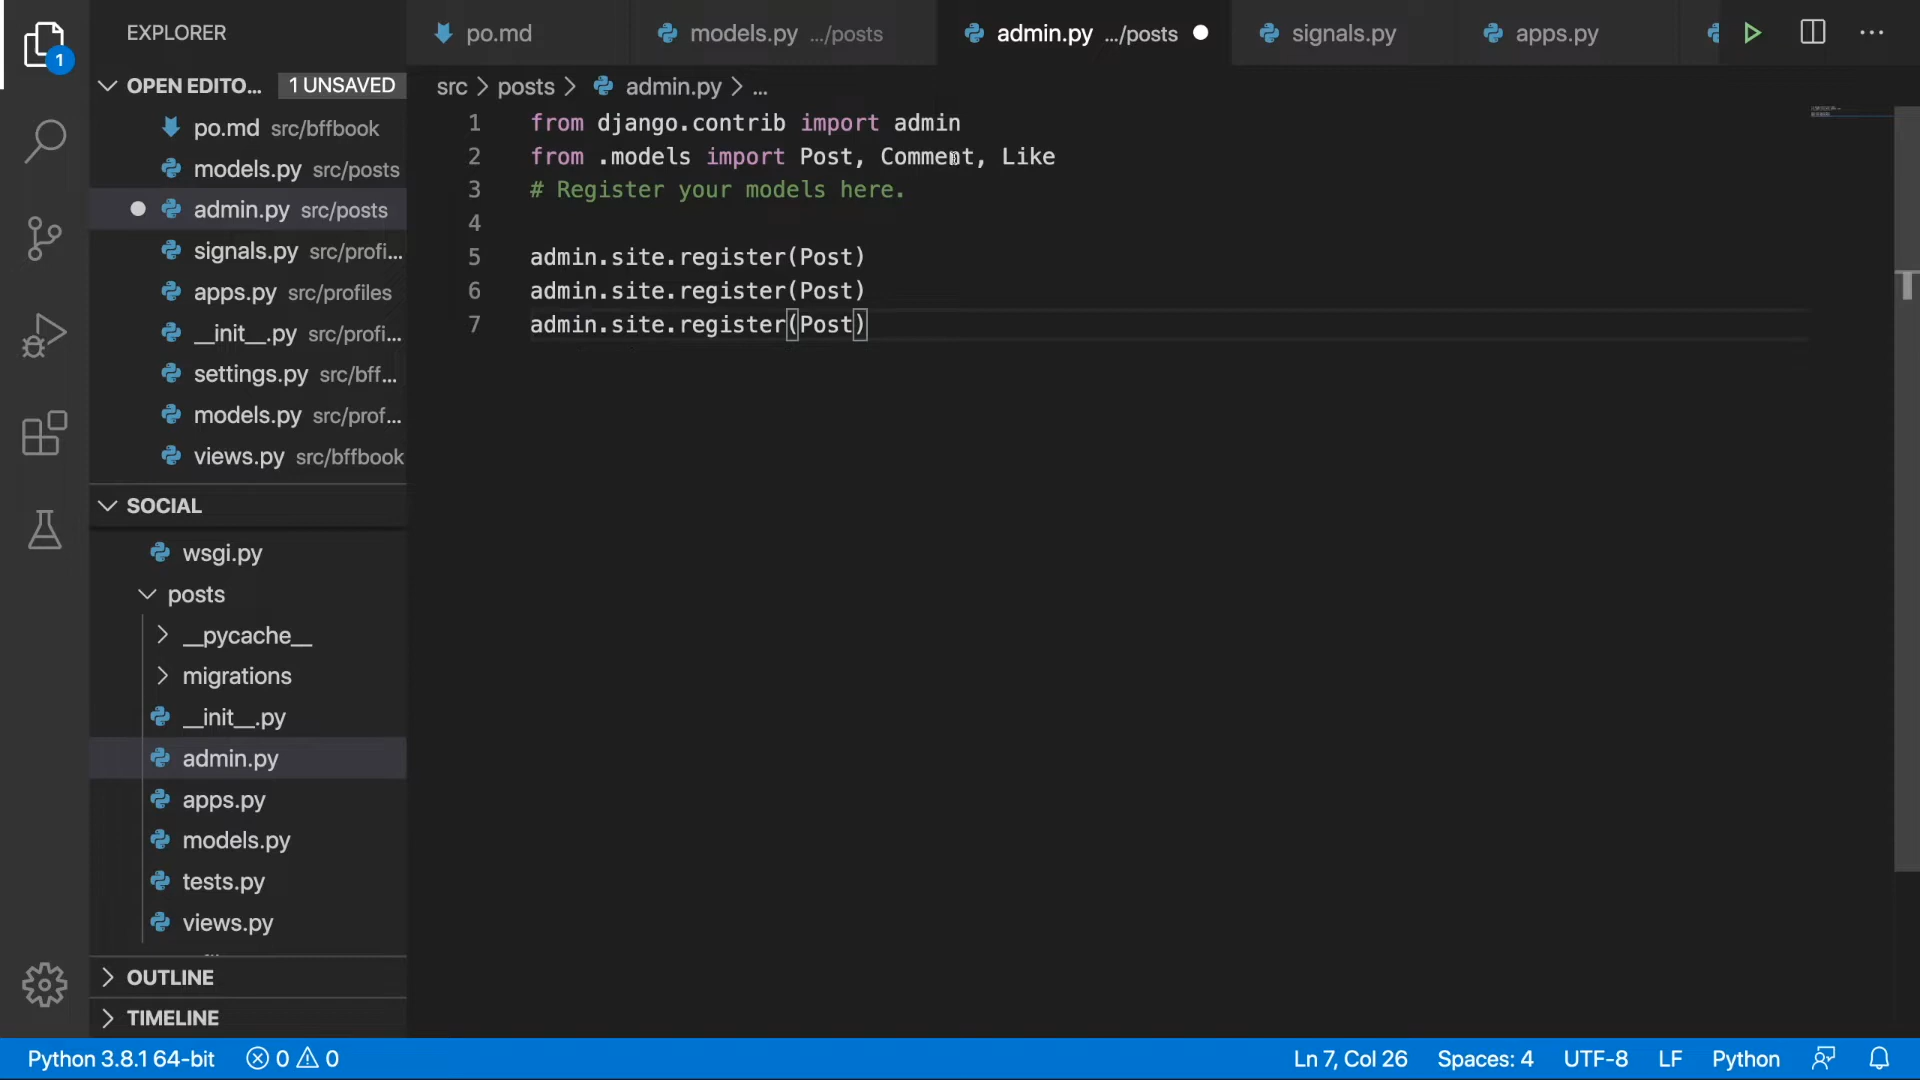 EXPLORER
po.md
models.py .../posts
admin.py .../posts
signals.py
apps.py
1
OPEN EDITO... 1 UNSAVED
po.md src/bffbook
models.py src/posts
admin.py src/posts
signals.py src/profi...
apps.py src/profiles
__init__.py src/profi...
settings.py src/bff...
models.py src/prof...
views.py src/bffbook
SOCIAL
wsgi.py
posts
__pycache__
migrations
__init__.py
admin.py
apps.py
models.py
tests.py
views.py
OUTLINE
TIMELINE
src > posts > admin.py > ...
1 from django.contrib import admin
2 from .models import Post, Comment, Like
3 # Register your models here.
4
5 admin.site.register(Post)
6 admin.site.register(Post)
7 admin.site.register(Post)
Python 3.8.1 64-bit 0 0 Ln 7, Col 26 Spaces: 4 UTF-8 LF Python